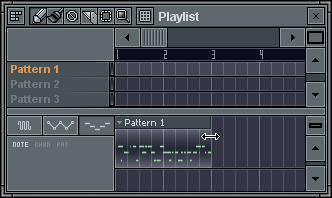 Playlist
1 2 3 4
Pattern 1
Pattern 2
Pattern 3
Pattern 1
NOTE CHAN PAT